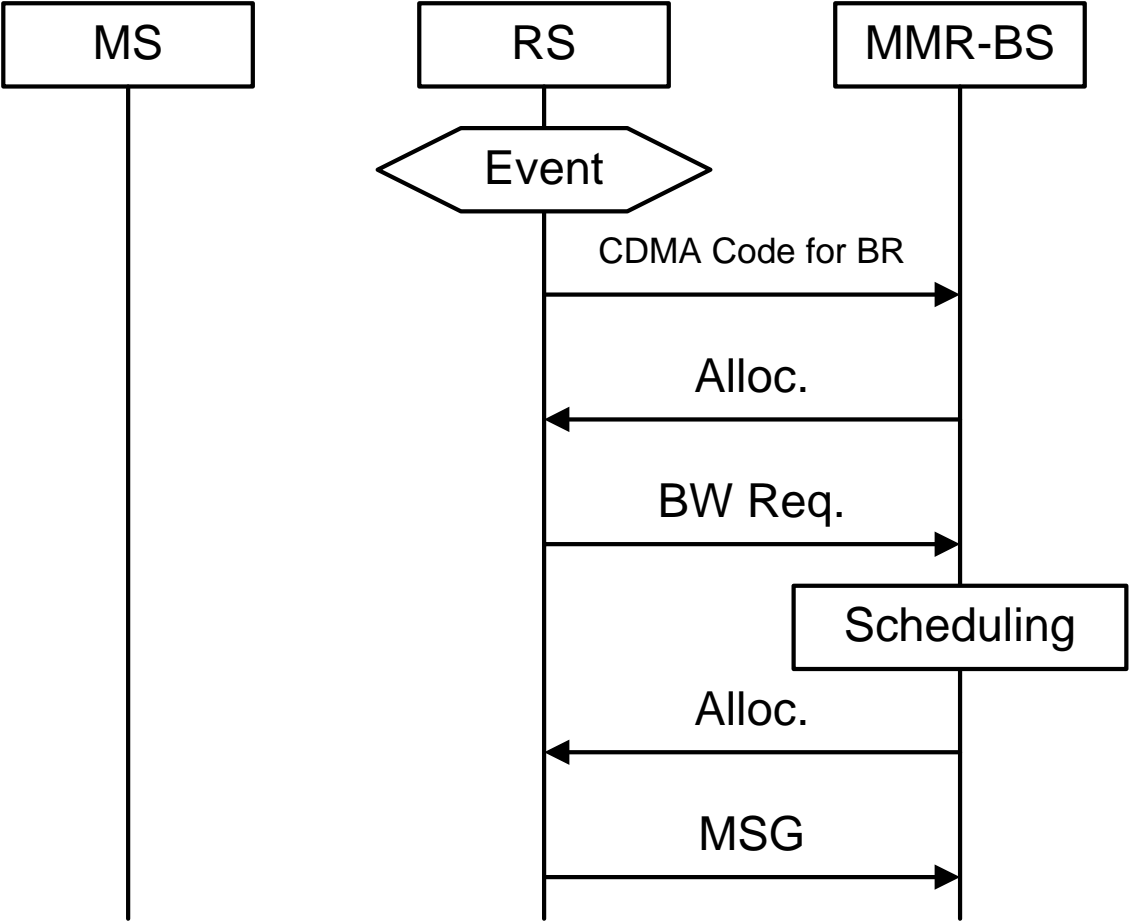 MS
RS
MMR-BS
Event
CDMA Code for BR
Alloc.
BW Req.
Scheduling
Alloc.
MSG